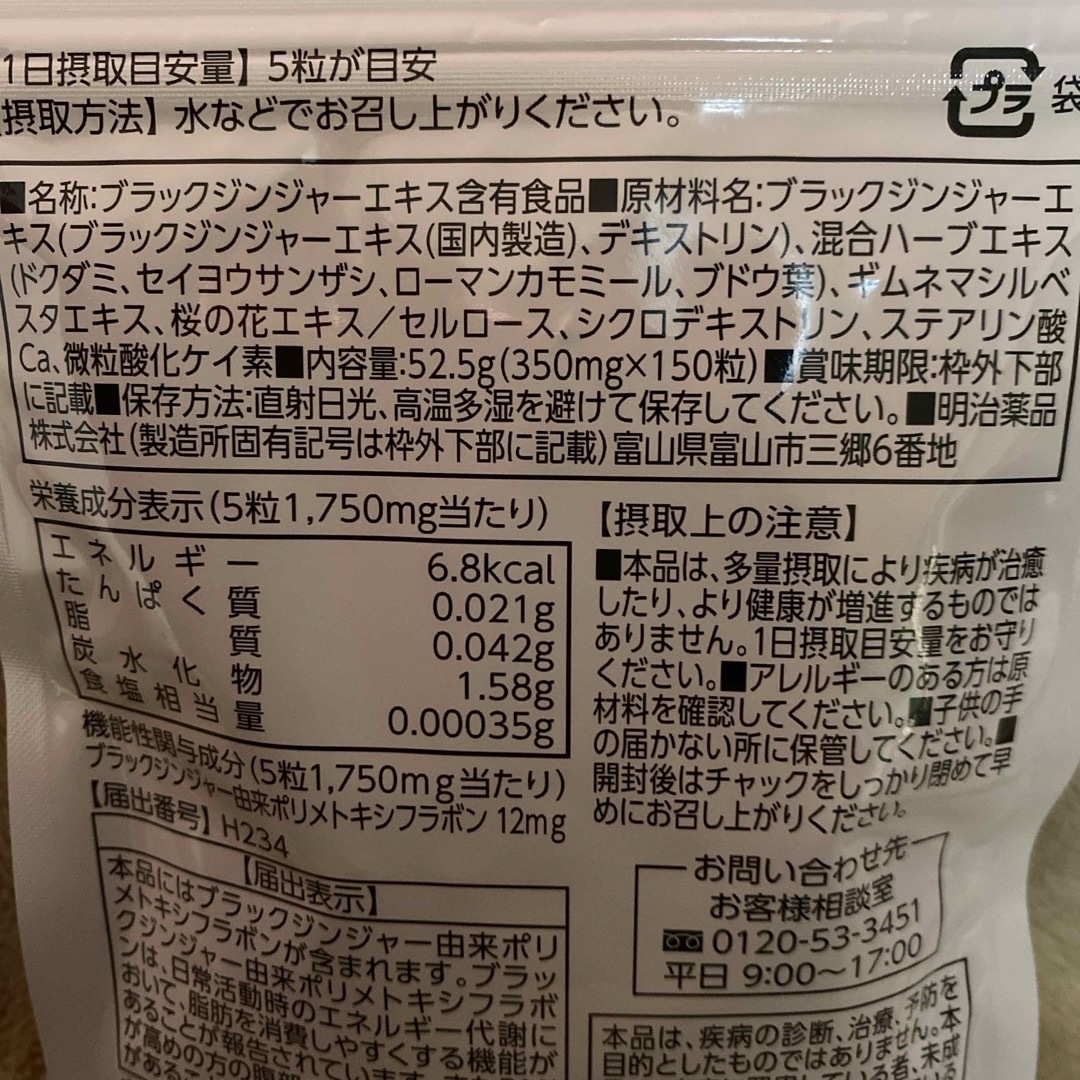 1日摂取目安量】5粒が目安
摂取方法】水などでお召し上がりください。
プラ
袋
■名称:ブラックジンジャーエキス含有食品■原材料名:ブラックジンジャーエ
キス(ブラックジンジャーエキス(国内製造)、デキストリン)、混合ハーブエキス
(ドクダミ、セイヨウサンザシ、ローマンカモミール、ブドウ葉)、ギムネマシルベ
スタエキス、桜の花エキス／セルロース、シクロデキストリン、ステアリン酸
Ca、微粒酸化ケイ素■内容量:52.5g(350mg×150粒)■賞味期限:枠外下部
に記載■保存方法:直射日光、高温多湿を避けて保存してください。■明治薬品
株式会社(製造所固有記号は枠外下部に記載)富山県富山市三郷6番地
栄養成分表示(5粒1,750mg当たり)
エネルギー 6.8kcal
たんぱく質 0.021g
脂質 0.042g
炭水化物 1.58g
食塩相当量 0.00035g
機能性関与成分(5粒1,750mg当たり)
ブラックジンジャー由来ポリメトキシフラボン 12mg
【届出番号】H234
【届出表示】
本品にはブラックジンジャー由来ポリ
メトキシフラボンが含まれます。ブラッ
クジンジャー由来ポリメトキシフラボ
ンは、日常活動時のエネルギー代謝に
おいて、脂肪を消費しやすくする機能が
あることが報告されています。
が高めの方の腹部
がある
【摂取上の注意】
■本品は、多量摂取により疾病が治癒
したり、より健康が増進するものでは
ありません。1日摂取目安量をお守り
ください。■アレルギーのある方は原
材料を確認してください。■子供の手
の届かない所に保管してください。■
開封後はチャックをしっかり閉めて早
めにお召し上がりください。
お問い合わせ先
お客様相談室
0120-53-3451
平日 9:00～17:00
本品は、疾病の診断、治療、予防を
目的としたものではありません。本
している者、未成